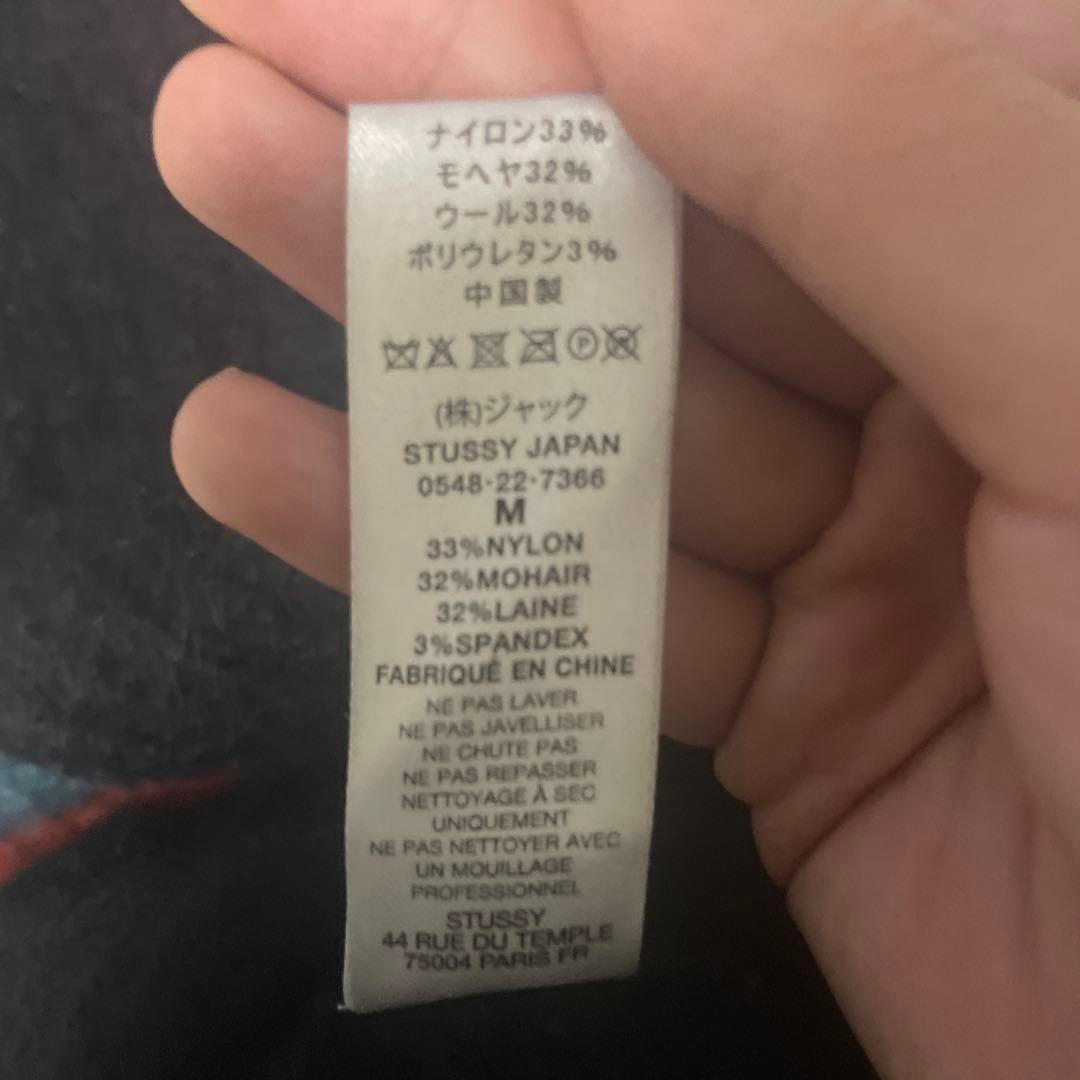 ナイロン33%
モヘヤ32%
ウール32%
ポリウレタン3%
中国製
P
(株)ジャック
STUSSY JAPAN
0548·22·7366
M
33%NYLON
32%MOHAIR
32%LAINE
3%SPANDEX
FABRIQUÉ EN CHINE
NE PAS LAVER
NE PAS JAVELLISER
NE CHUTE PAS
NE PAS REPASSER
NETTOYAGE À SEC
UNIQUEMENT
NE PAS NETTOYER AVEC
UN MOUILLAGE
PROFESSIONNEL
STUSSY
44 RUE DU TEMPLE
75004 PARIS FR